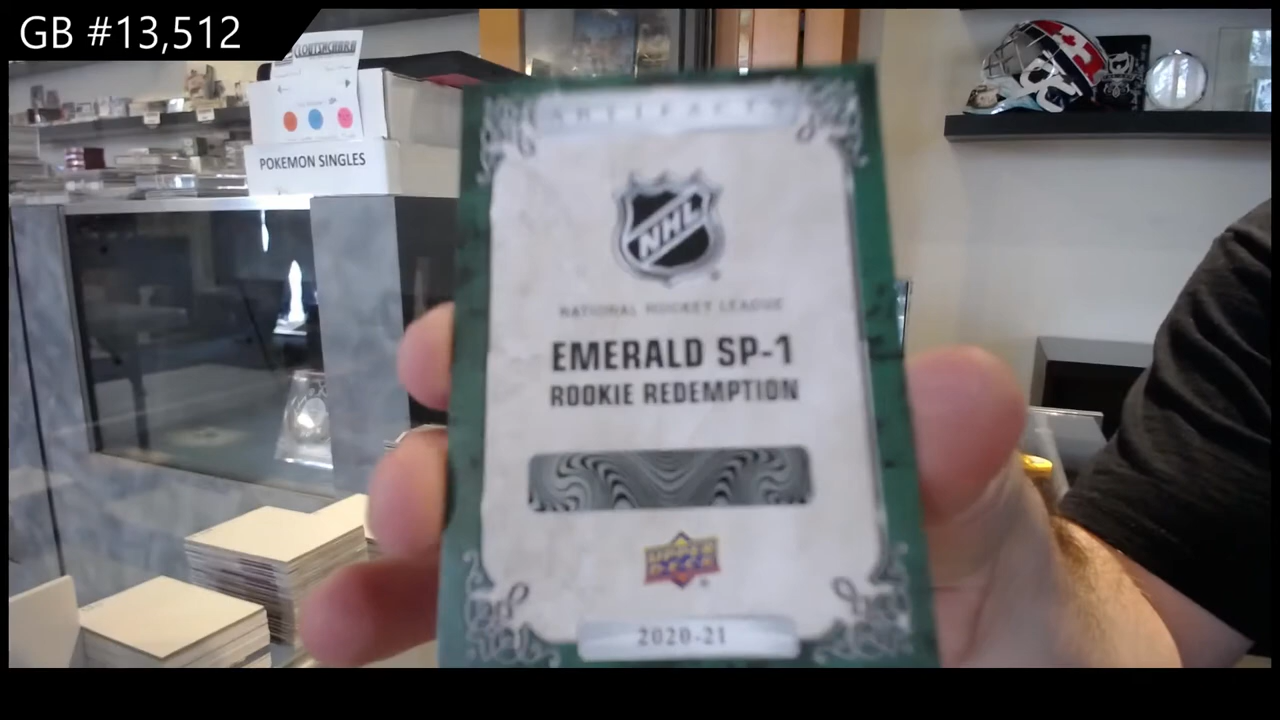 GB #13,512
CLOUTSNCHARA
POKEMON SINGLES
ARTIFACTS
NHL
NATIONAL HOCKEY LEAGUE
EMERALD SP-1
ROOKIE REDEMPTION
UPPER
DECK
2020-21